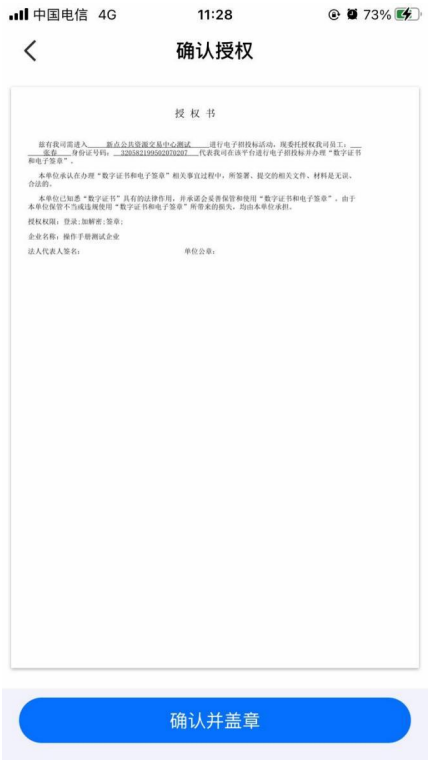 中国电信 4G 11:28 73%
确认授权
授 权 书
兹有我司需进入 新点公共资源交易中心测试 进行电子招投标活动,现委托授权我司员工:
张春 身份证号码: 320582199502070207 代表我司在该平台进行电子招投标并办理“数字证书
和电子签章”。
本单位承认在办理“数字证书和电子签章”相关事宜过程中,所签署、提交的相关文件、材料是无误、
合法的。
本单位已知悉“数字证书”具有的法律作用,并承诺会妥善保管和使用“数字证书和电子签章”。由于
本单位保管不当或违规使用“数字证书和电子签章”所带来的损失,均由本单位承担。
授权权限:登录;加解密;签章;
企业名称:操作手册测试企业
法人代表人签名: 单位公章:
确认并盖章